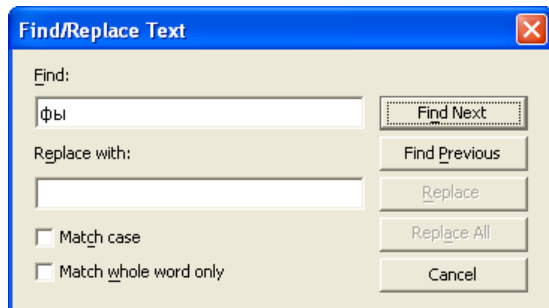 Find/Replace Text
Find:
фы
Find Next
Replace with:
Find Previous
Replace
Match case
Replace All
Match whole word only
Cancel